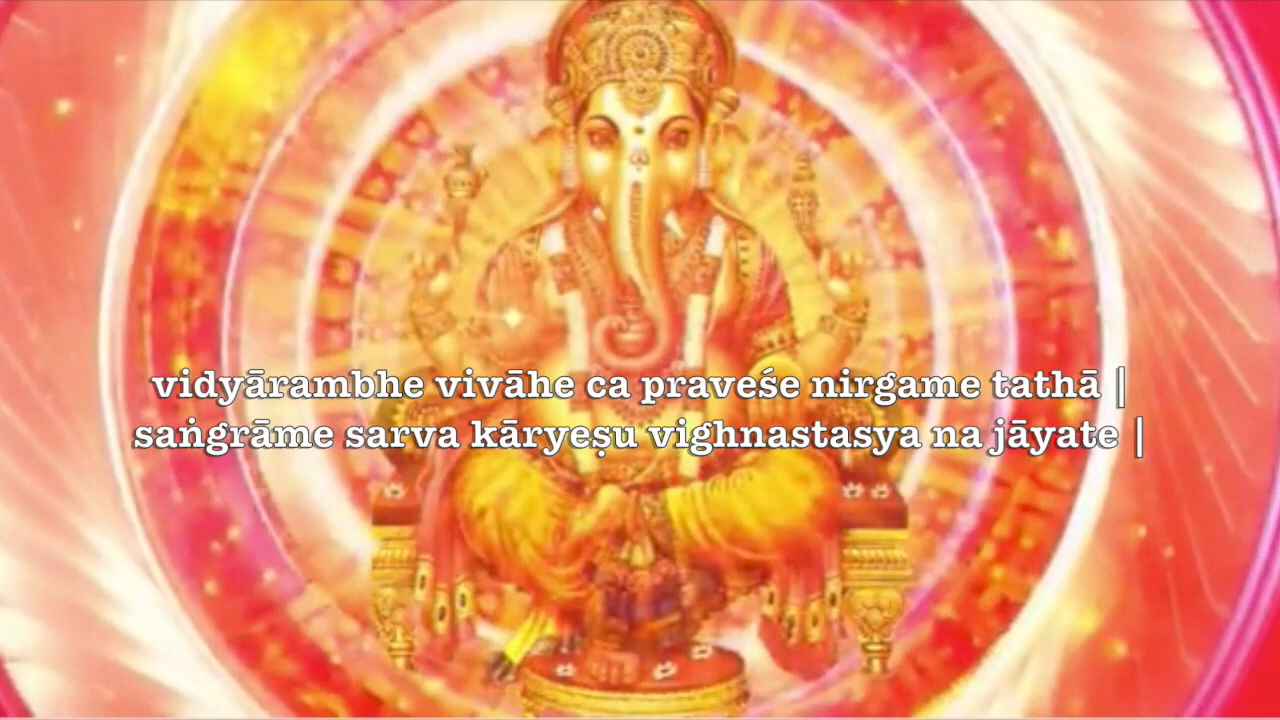 vidyārambhe vivāhe ca praveśe nirgame tathā |
saṅgrāme sarva kāryeṣu vighnastasya na jāyate |